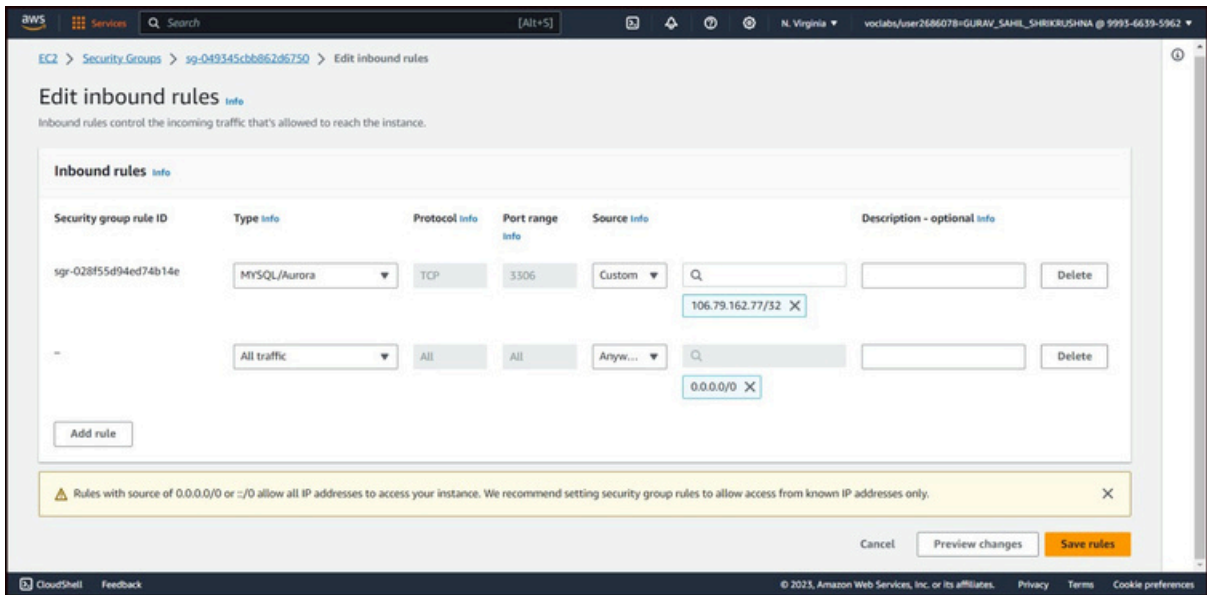 aws Services Search [Alt+S] N. Virginia voclabs/user2686078=GURAV_SAHIL_SHRIKRUSHNA @ 9993-6639-5962
EC2 > Security Groups > sg-049345cbb862d6750 > Edit inbound rules
Edit inbound rules Info
Inbound rules control the incoming traffic that's allowed to reach the instance.
Inbound rules Info
Security group rule ID Type Info Protocol Info Port range Info Source Info Description - optional Info
sgr-028f55d94ed74b14e MYSQL/Aurora TCP 3306 Custom Delete
106.79.162.77/32
– All traffic All All Anyw... Delete
0.0.0.0/0
Add rule
Rules with source of 0.0.0.0/0 or ::/0 allow all IP addresses to access your instance. We recommend setting security group rules to allow access from known IP addresses only.
Cancel Preview changes Save rules
CloudShell Feedback © 2023, Amazon Web Services, Inc. or its affiliates. Privacy Terms Cookie preferences